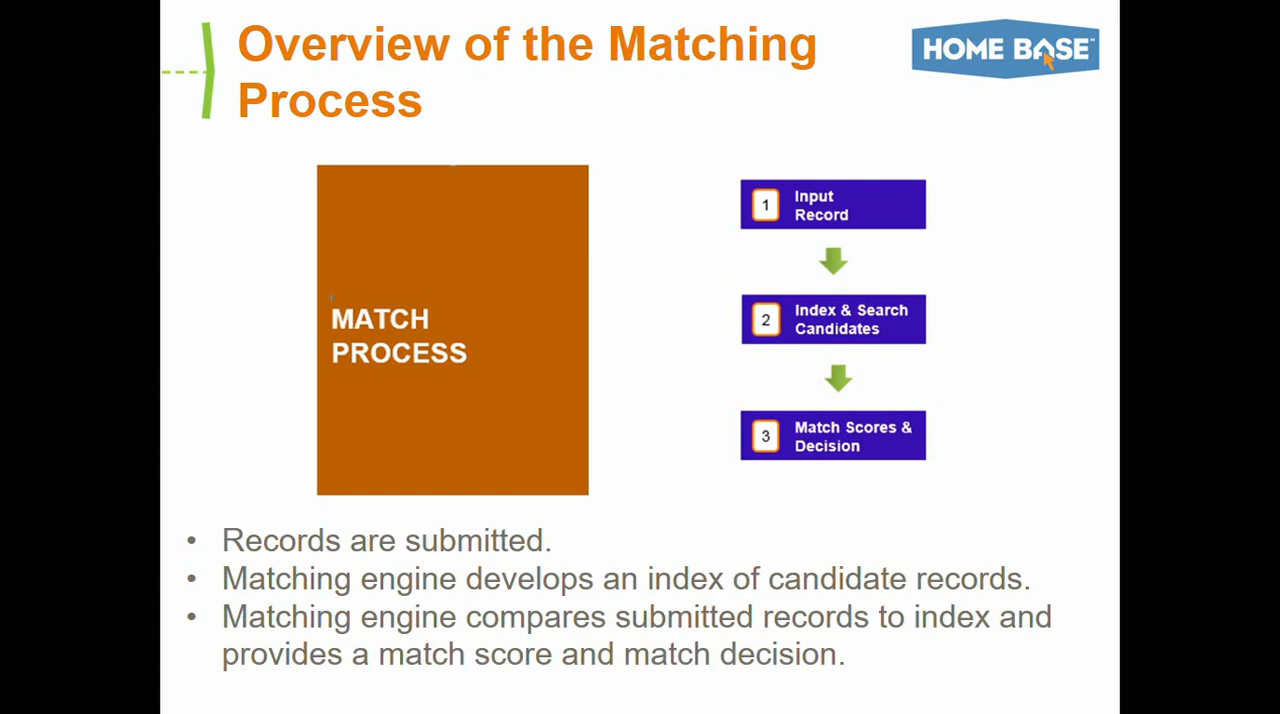 Overview of the Matching
Process
HOME BASE™
MATCH
PROCESS
1 Input
Record
2 Index & Search
Candidates
3 Match Scores &
Decision
• Records are submitted.
• Matching engine develops an index of candidate records.
• Matching engine compares submitted records to index and
provides a match score and match decision.